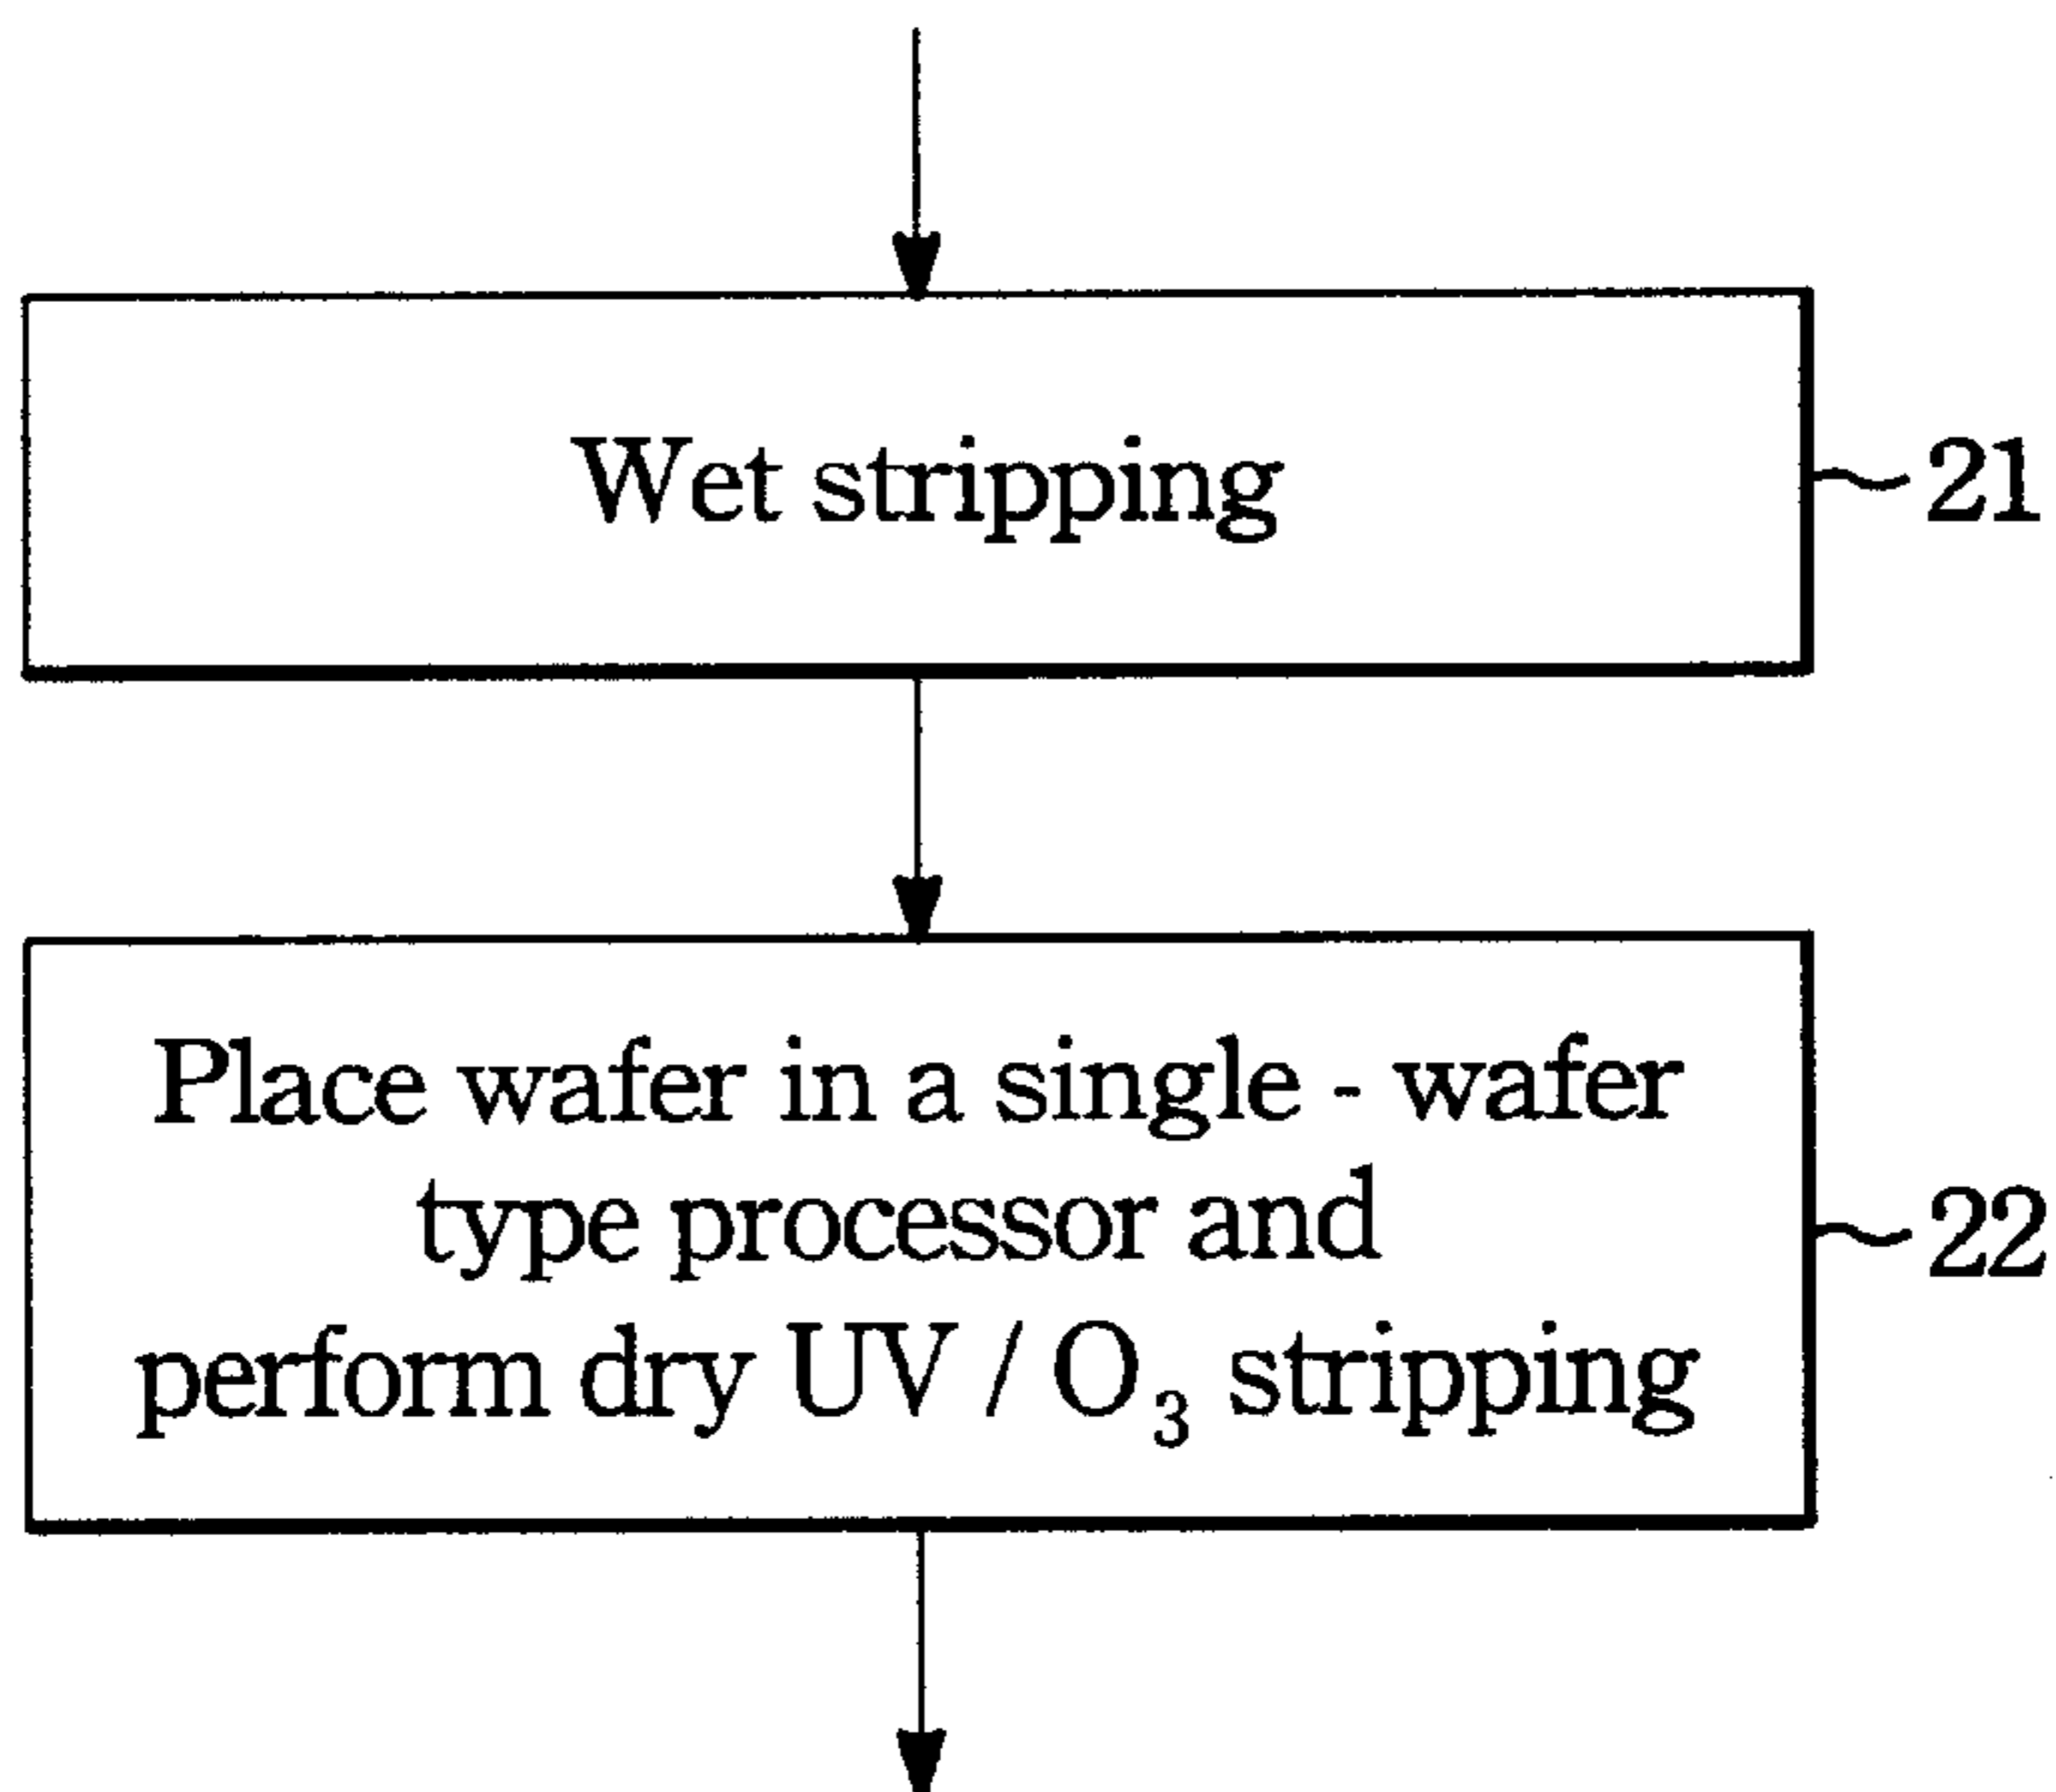 Wet stripping
21
Place wafer in a single - wafer
type processor and
22
perform dry UV / O₃ stripping